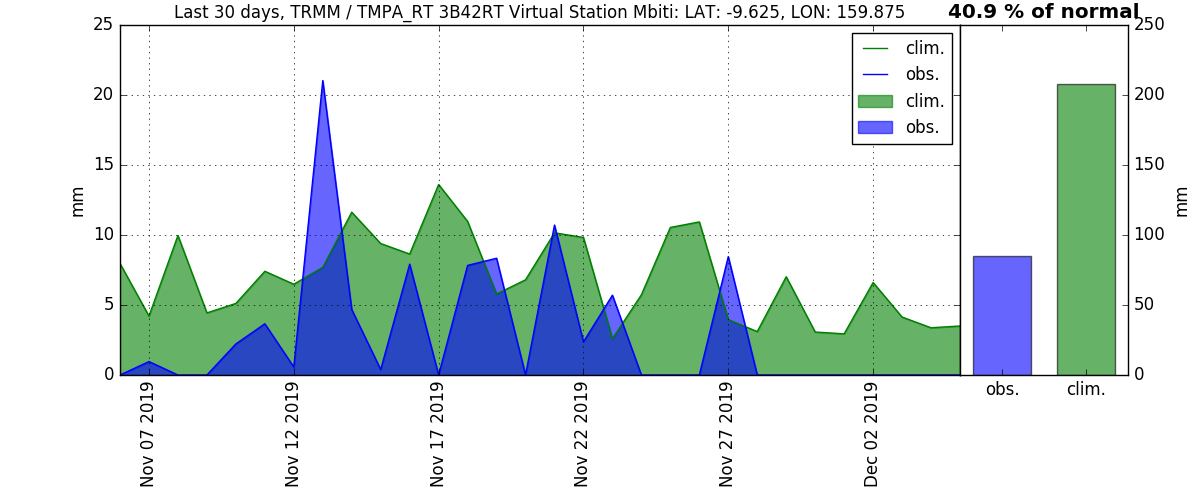 Last 30 days, TRMM / TMPA_RT 3B42RT Virtual Station Mbiti: LAT: -9.625, LON: 159.875
40.9 % of normal
25
20
15
10
5
0
mm
clim.
obs.
clim.
obs.
250
200
150
100
50
0
mm
obs.
clim.
Nov 07 2019
Nov 12 2019
Nov 17 2019
Nov 22 2019
Nov 27 2019
Dec 02 2019